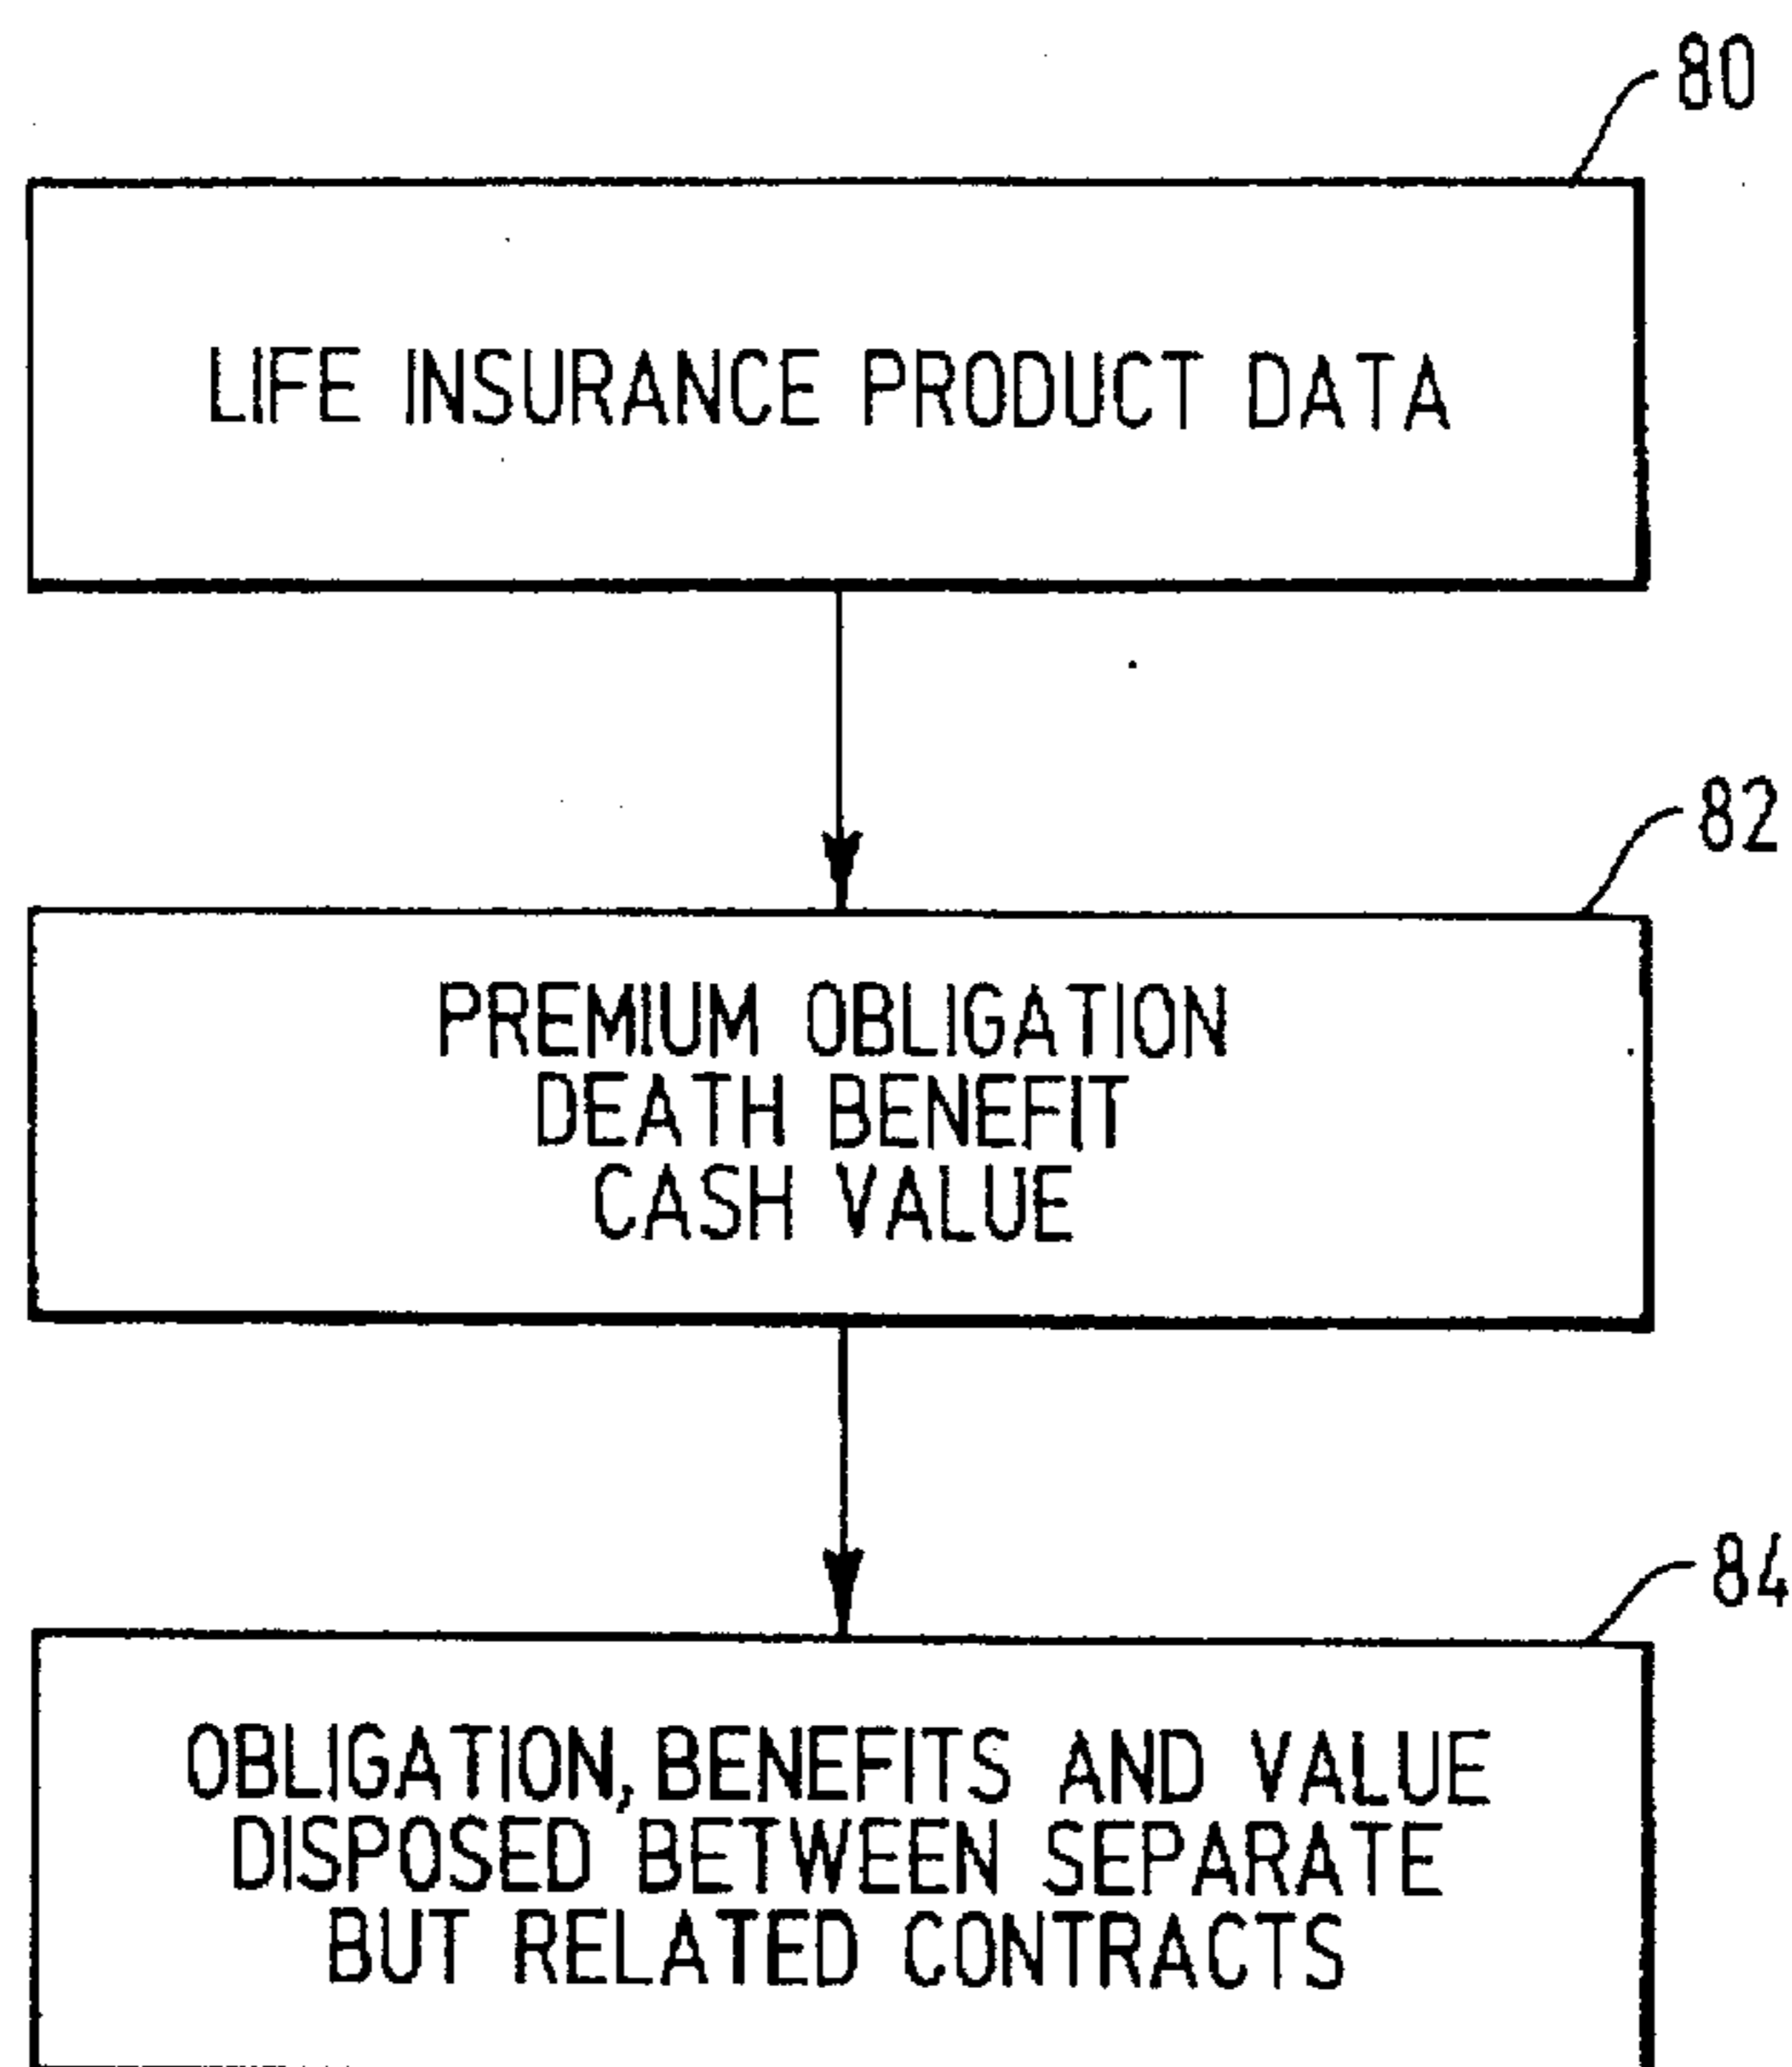 80
LIFE INSURANCE PRODUCT DATA
82
PREMIUM OBLIGATION
DEATH BENEFIT
CASH VALUE
84
OBLIGATION, BENEFITS AND VALUE
DISPOSED BETWEEN SEPARATE
BUT RELATED CONTRACTS